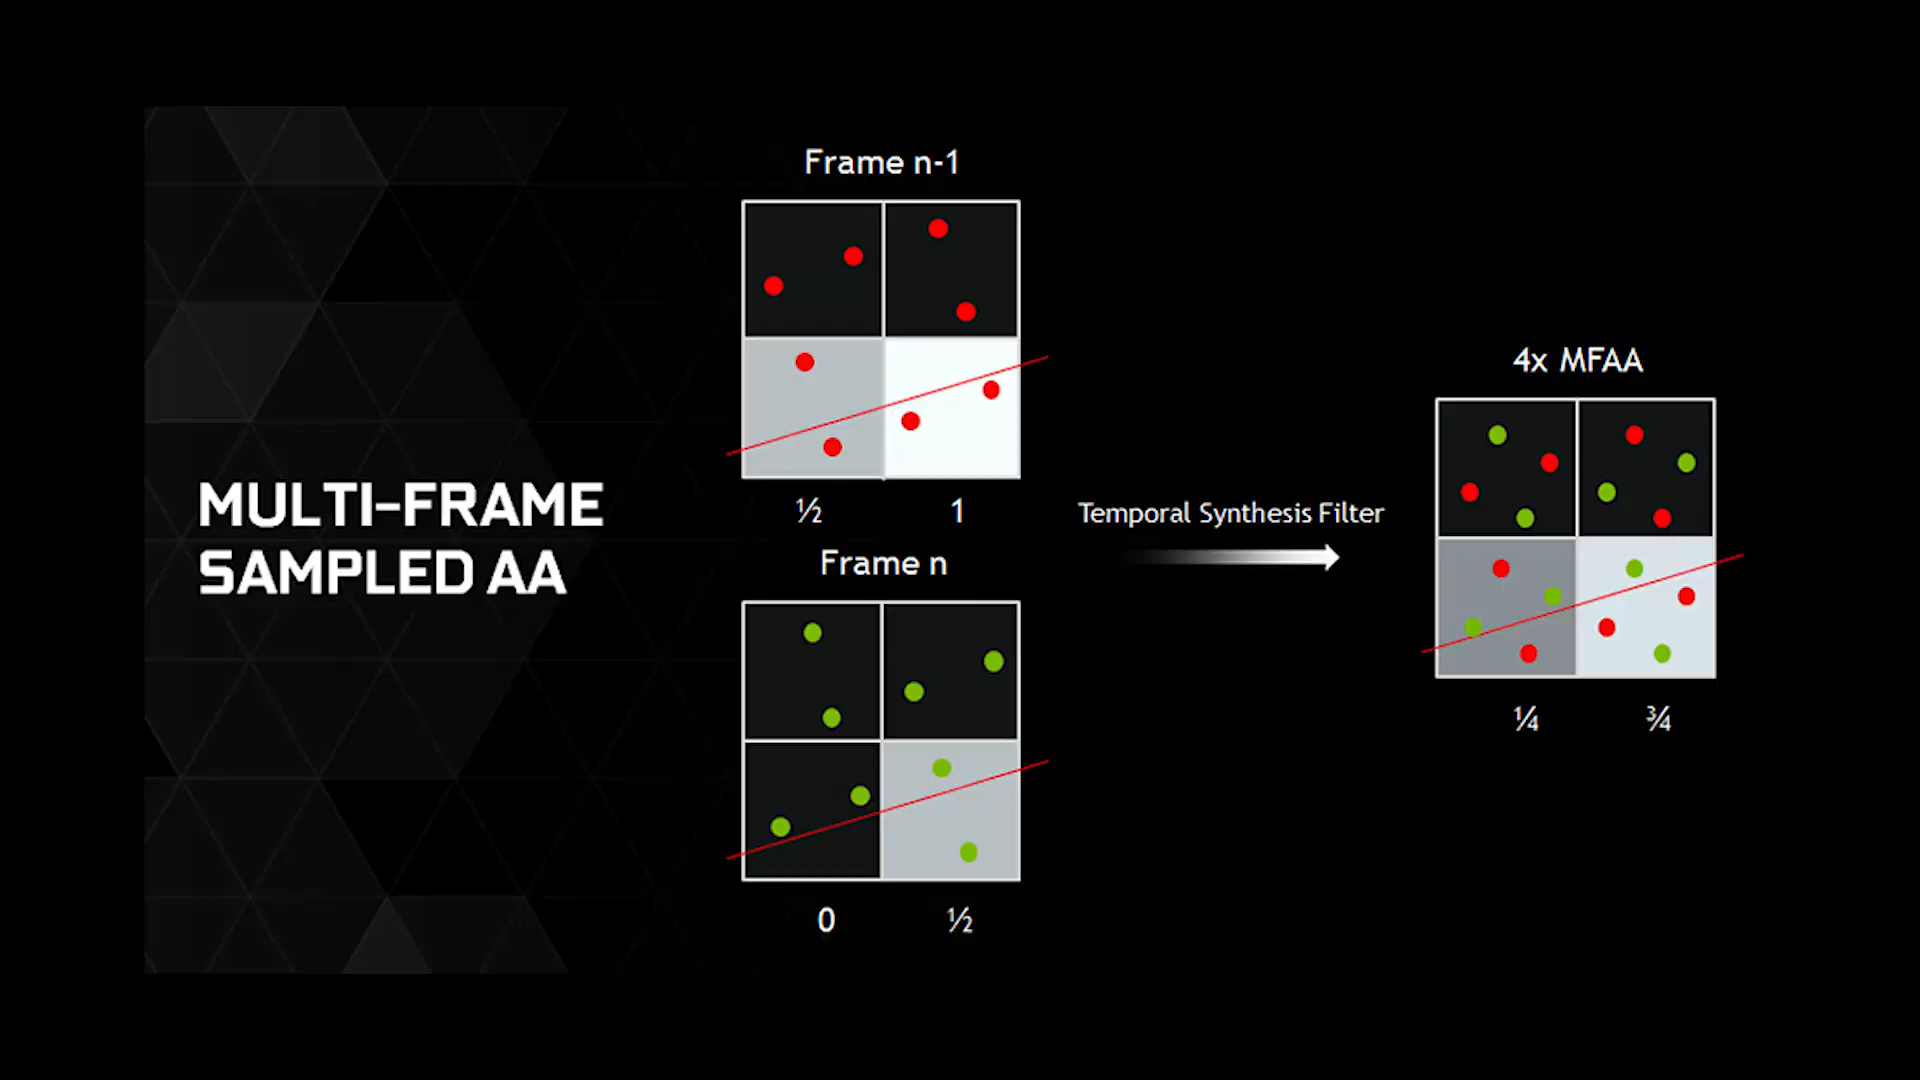 MULTI-FRAME
SAMPLED AA
Frame n-1
½ 1
Frame n
0 ½
Temporal Synthesis Filter
4x MFAA
¼ ¾